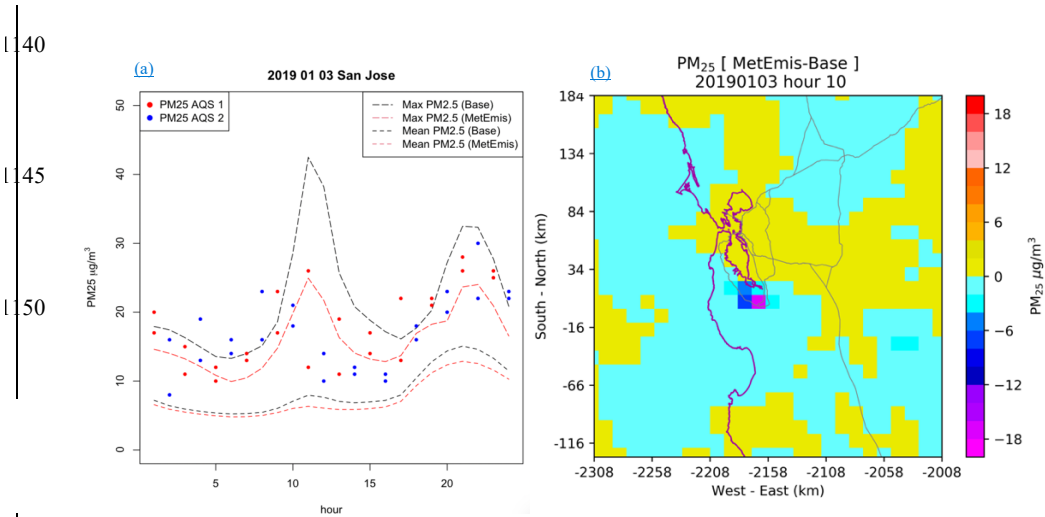 1140
(a)
2019 01 03 San Jose
PM25 AQS 1
PM25 AQS 2
Max PM2.5 (Base)
Max PM2.5 (MetEmis)
Mean PM2.5 (Base)
Mean PM2.5 (MetEmis)
50
40
30
20
10
0
PM25 µg/m³
5
10
15
20
hour
1145
1150
(b)
PM₂₅ [ MetEmis-Base ]
20190103 hour 10
184
134
84
34
-16
-66
-116
South - North (km)
-2308
-2258
-2208
-2158
-2108
-2058
-2008
West - East (km)
18
12
6
0
-6
-12
-18
PM₂₅ µg/m³